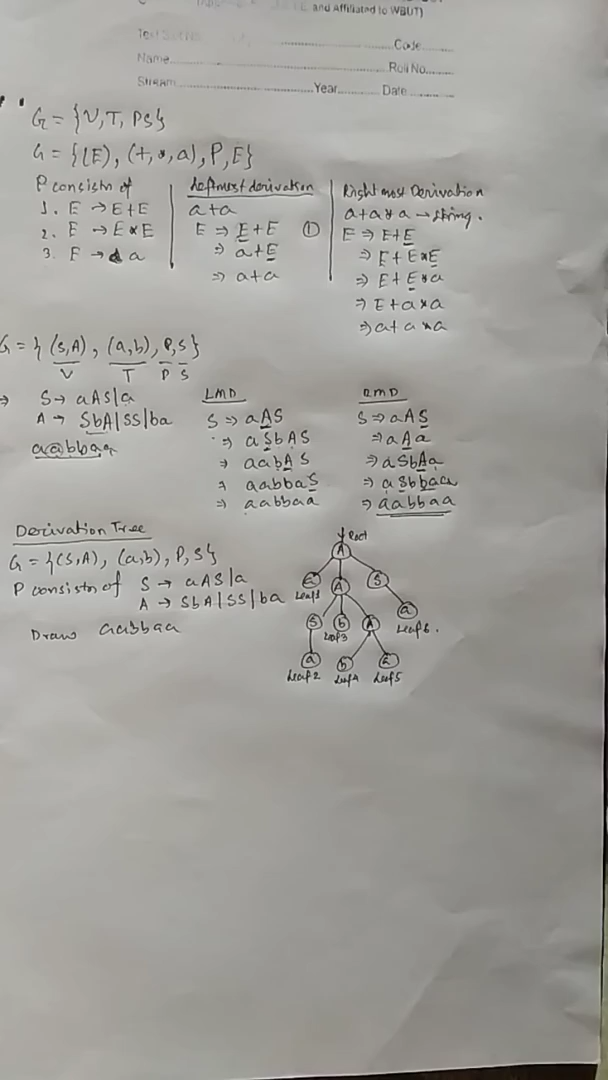 and Affiliated to WBUT)
Code
Name
Roll No.
Stream
Year
Date
G = {V, T, P S}
G = {(E), (+, *, a), P, E}
P consists of
1. E → E+E
2. E → E*E
3. E → a
Leftmost derivation
a+a
E ⇒ E+E ①
⇒ a+E
⇒ a+a
Right most Derivation
a+a*a → string.
E ⇒ E+E
⇒ E+E*E
⇒ E+E*a
⇒ E+a*a
⇒ a+a*a
G = {(S,A), (a,b), P,S}
V T P S
⇒ S → aAS|a
A → SbA|SS|ba
aabbaa
LMD
S ⇒ aAS
⇒ aSbAS
⇒ aabAS
⇒ aabbaS
⇒ aabbaa
RMD
S ⇒ aAS
⇒ aAa
⇒ aSbAa
⇒ aSbbaa
⇒ aabbaa
Derivation Tree
G = {(S,A), (a,b), P, S}
P consists of S → aAS|a
A → SbA|SS|ba
Draw aabbaa
Root
A
a A S
Leaf1
S b A a
Leaf3 Leaf6.
a b a
Leaf2 Leaf4 Leaf5